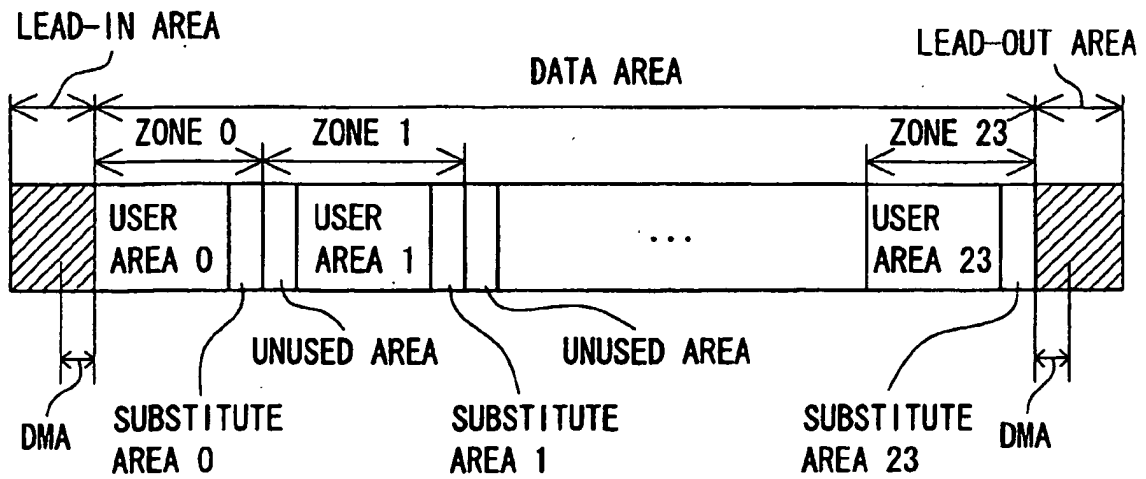 LEAD-IN AREA
LEAD-OUT AREA
DATA AREA
ZONE 0
ZONE 1
ZONE 23
USER
AREA 0
USER
AREA 1
...
USER
AREA 23
UNUSED AREA
UNUSED AREA
DMA
SUBSTITUTE
AREA 0
SUBSTITUTE
AREA 1
SUBSTITUTE
AREA 23
DMA